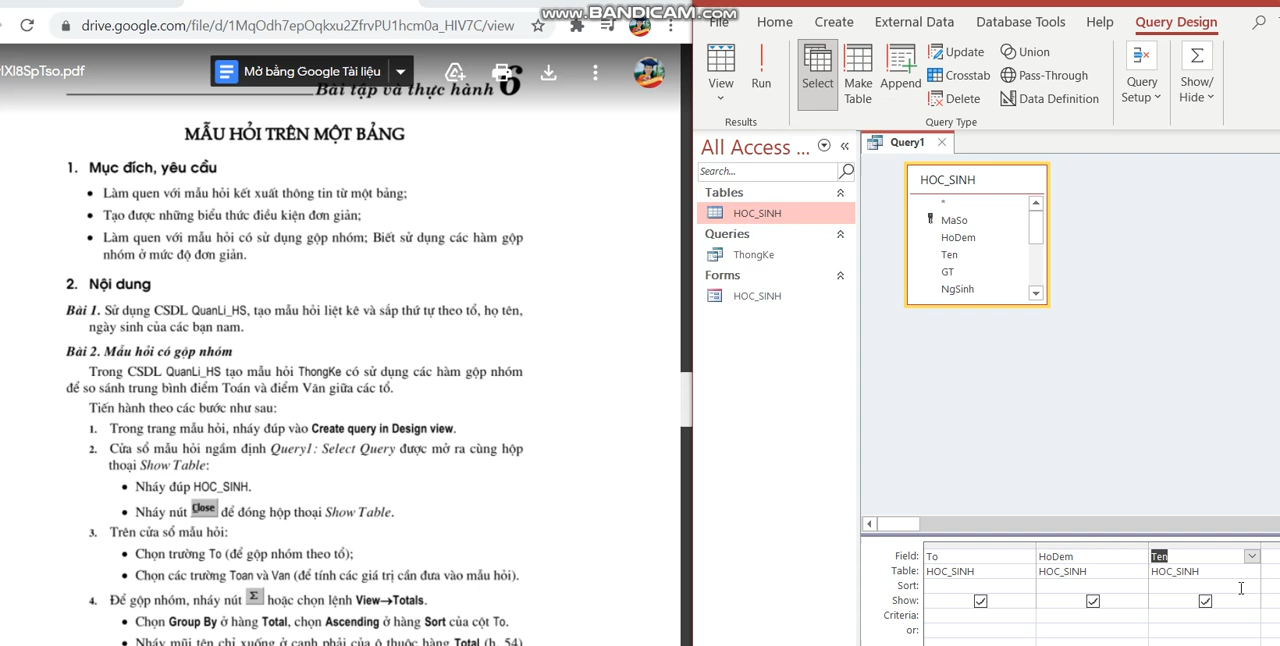 www.BANDICAM.com
drive.google.com/file/d/1MqOdh7epOqkxu2ZfrvPU1hcm0a_HIV7C/view
lXI8SpTso.pdf
Mở bằng Google Tài liệu
Bài tập và thực hành 6
MẪU HỎI TRÊN MỘT BẢNG
1. Mục đích, yêu cầu
• Làm quen với mẫu hỏi kết xuất thông tin từ một bảng;
• Tạo được những biểu thức điều kiện đơn giản;
• Làm quen với mẫu hỏi có sử dụng gộp nhóm; Biết sử dụng các hàm gộp
nhóm ở mức độ đơn giản.
2. Nội dung
Bài 1. Sử dụng CSDL QuanLi_HS, tạo mẫu hỏi liệt kê và sắp thứ tự theo tổ, họ tên,
ngày sinh của các bạn nam.
Bài 2. Mẫu hỏi có gộp nhóm
Trong CSDL QuanLi_HS tạo mẫu hỏi ThongKe có sử dụng các hàm gộp nhóm
để so sánh trung bình điểm Toán và điểm Văn giữa các tổ.
Tiến hành theo các bước như sau:
1. Trong trang mẫu hỏi, nháy đúp vào Create query in Design view.
2. Cửa sổ mẫu hỏi ngầm định Query1: Select Query được mở ra cùng hộp
thoại Show Table:
• Nháy đúp HOC_SINH.
• Nháy nút Close để đóng hộp thoại Show Table.
3. Trên cửa sổ mẫu hỏi:
• Chọn trường To (để gộp nhóm theo tổ);
• Chọn các trường Toan và Van (để tính các giá trị cần đưa vào mẫu hỏi).
4. Để gộp nhóm, nháy nút Σ hoặc chọn lệnh View→Totals.
• Chọn Group By ở hàng Total, chọn Ascending ở hàng Sort của cột To.
• Nháy mũi tên chỉ xuống ở cạnh phải của ô thuộc hàng Total (h. 54)
File Home Create External Data Database Tools Help Query Design
View Run Select Make Table Append
Update Crosstab Delete
Union Pass-Through Data Definition
Query Setup Show/ Hide
Results Query Type
All Access ...
Search...
Tables
HOC_SINH
Queries
ThongKe
Forms
HOC_SINH
Query1
HOC_SINH
*
MaSo
HoDem
Ten
GT
NgSinh
Field: To HoDem Ten
Table: HOC_SINH HOC_SINH HOC_SINH
Sort:
Show:
Criteria:
or: